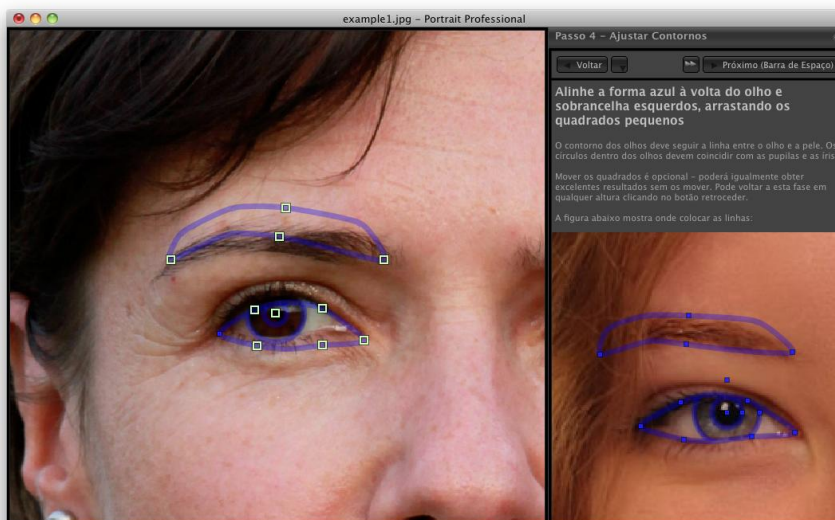 example1.jpg – Portrait Professional
Passo 4 – Ajustar Contornos
Voltar
Próximo (Barra de Espaço)
Alinhe a forma azul à volta do olho e
sobrancelha esquerdos, arrastando os
quadrados pequenos
O contorno dos olhos deve seguir a linha entre o olho e a pele. Os
círculos dentro dos olhos devem coincidir com as pupilas e as íris
Mover os quadrados é opcional – poderá igualmente obter
excelentes resultados sem os mover. Pode voltar a esta fase em
qualquer altura clicando no botão retroceder.
A figura abaixo mostra onde colocar as linhas: